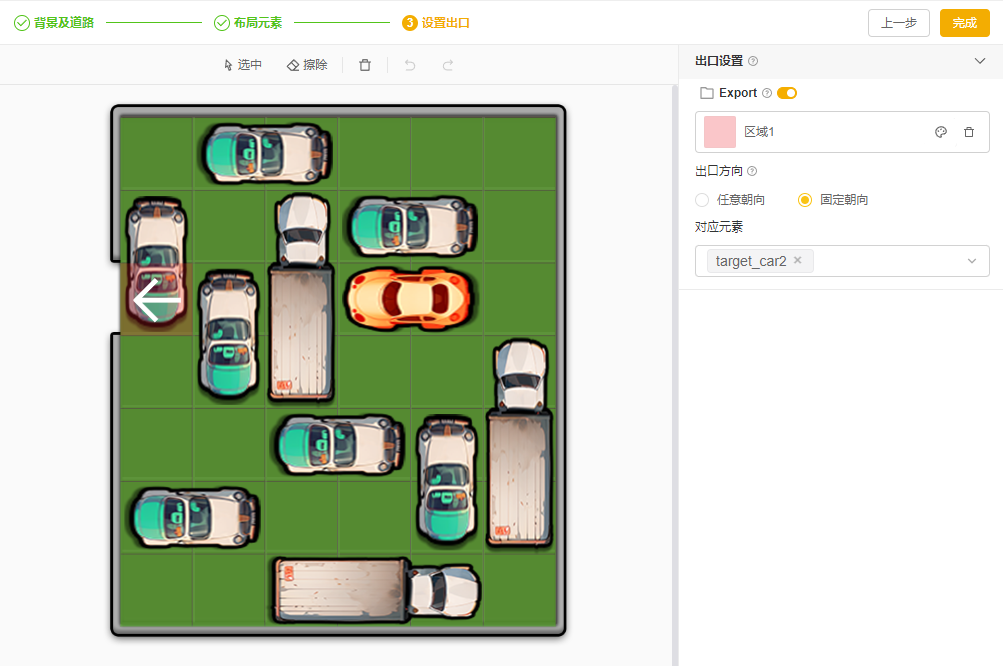 背景及道路
布局元素
3 设置出口
上一步
完成
选中
擦除
出口设置
Export
区域1
出口方向
任意朝向
固定朝向
对应元素
target_car2